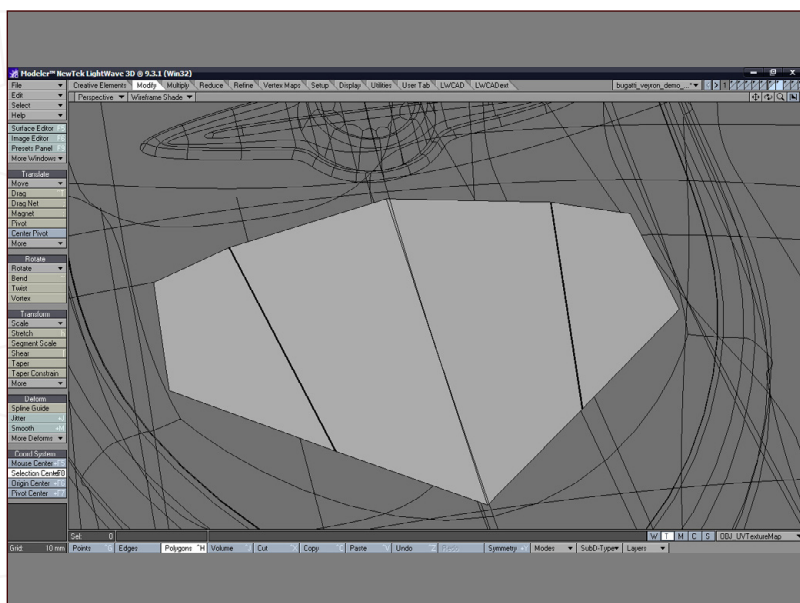 Modeler™ NewTek LightWave 3D ® 9.3.1 (Win32)
File Creative Elements Modify Multiply Reduce Refine Vertex Maps Setup Display Utilities User Tab LWCAD LWCADext bugatti_veyron_demo_...* 1
Edit Perspective Wireframe Shade
Select
Help
Surface Editor
Image Editor
Presets Panel
More Windows
Translate
Move
Drag
Drag Net
Magnet
Pivot
Center Pivot
More
Rotate
Rotate
Bend
Twist
Vortex
Transform
Scale
Stretch
Segment Scale
Shear
Taper
Taper Constrain
More
Deform
Spline Guide
Jitter
Smooth
More Deforms
Coord System
Mouse Center
Selection Center
Origin Center
Pivot Center
Sel: 0 W T M C S OBJ_UVTextureMap
Grid: 10 mm Points Edges Polygons ^H Volume Cut Copy Paste Undo Symmetry Modes SubD-Type Layers